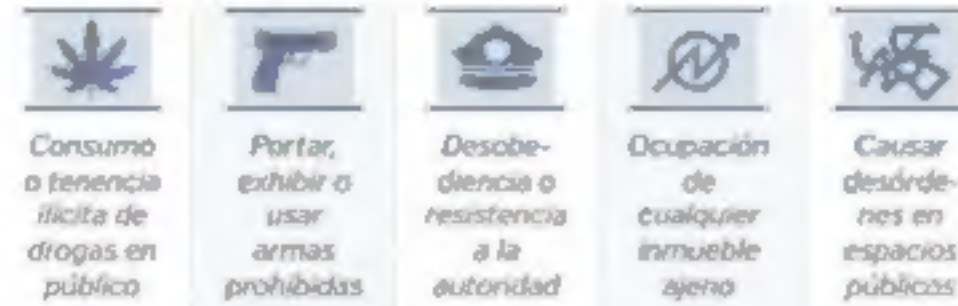 Consumo
o tenencia
ilícita de
drogas en
público
Portar,
exhibir o
usar
armas
prohibidas
Desobe-
diencia o
resistencia
a la
autoridad
Ocupación
de
cualquier
inmueble
ajeno
Causar
desórde-
nes en
espacios
públicos